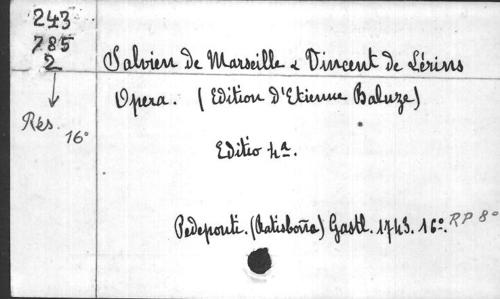 243
785
2
Rés.
16°
Salvien de Marseille & Vincent de Lérins
Opera. (Edition d'Etienne Baluze)
Editio 4a.
Pedeponti. (Ratisboña) Gastl. 1743. 16°. RP 8°